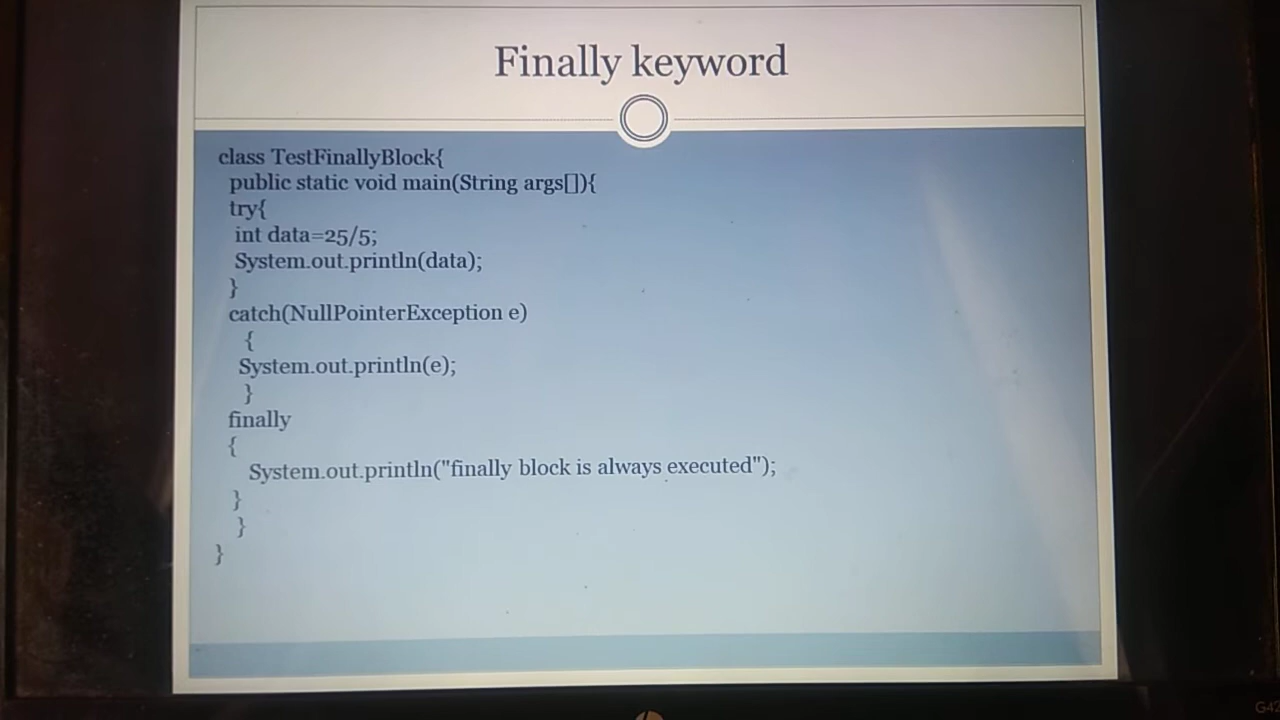 Finally keyword
class TestFinallyBlock{
public static void main(String args[]){
try{
int data=25/5;
System.out.println(data);
}
catch(NullPointerException e)
{
System.out.println(e);
}
finally
{
System.out.println("finally block is always executed");
}
}
}